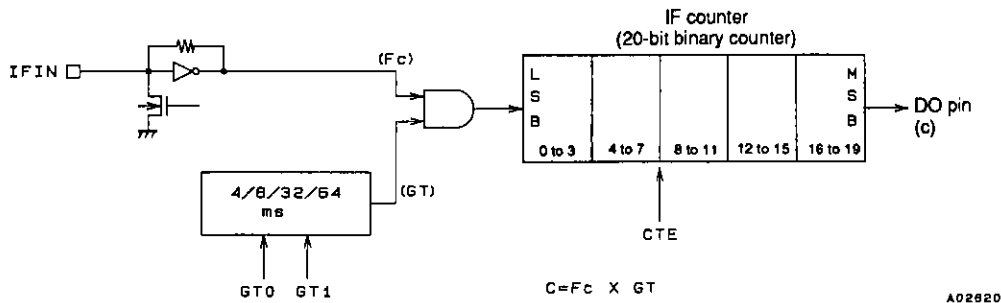 IF counter
(20-bit binary counter)
IFIN
(Fc)
L
S
B
M
S
B
DO pin
(c)
0 to 3
4 to 7
8 to 11
12 to 15
16 to 19
4/8/32/64
ms
(GT)
CTE
GT0
GT1
C=Fc X GT
A02620